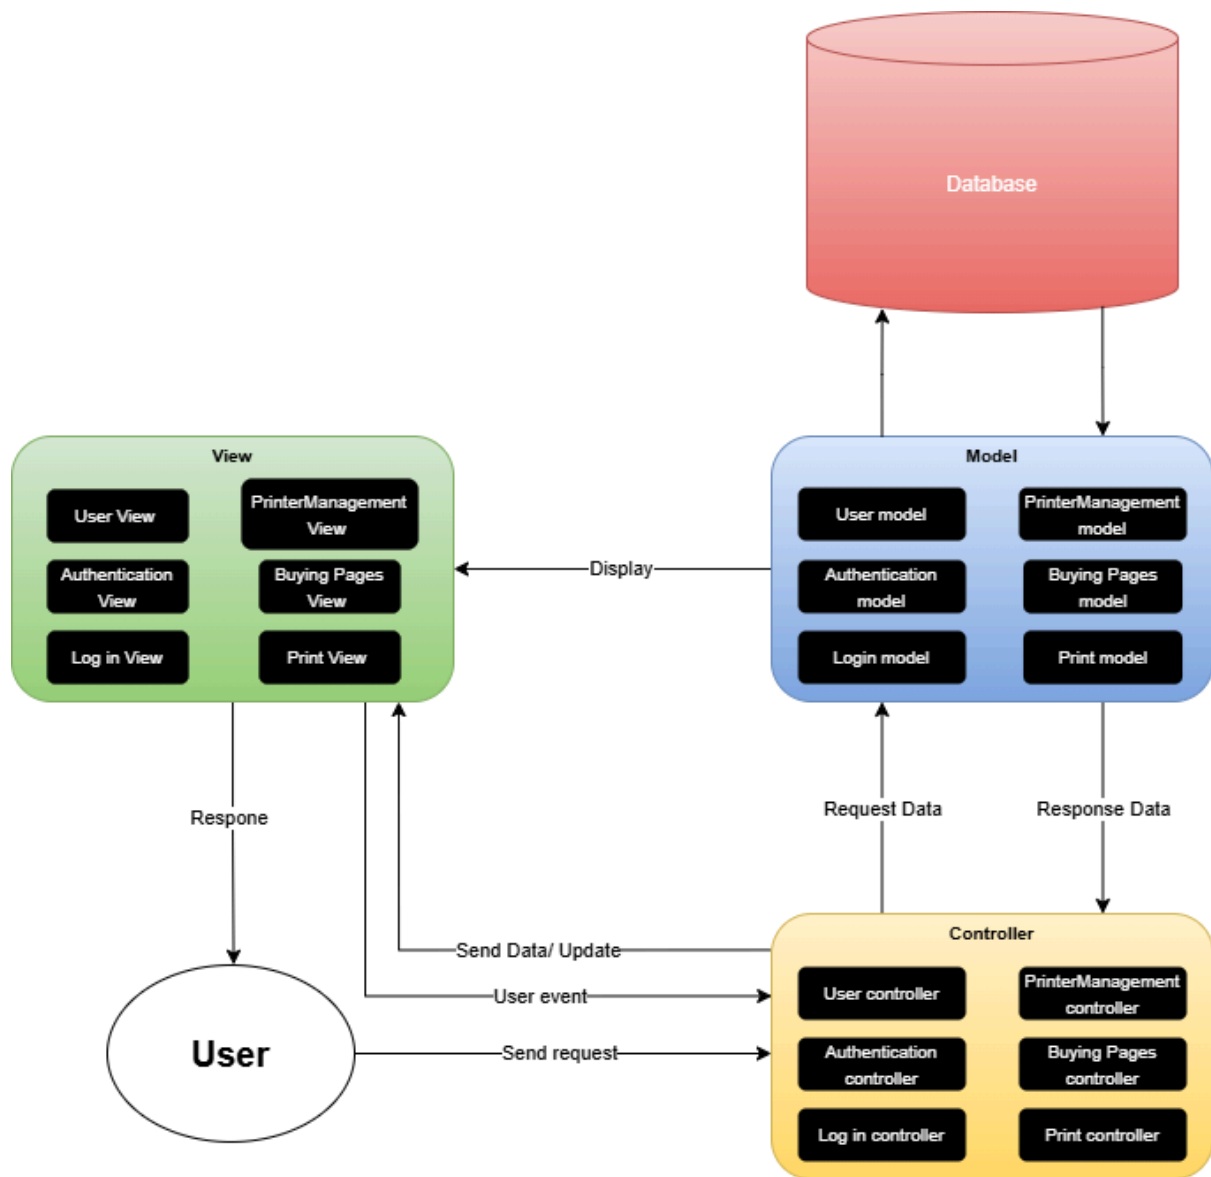 Database
View
User View
PrinterManagement
View
Authentication
View
Buying Pages
View
Log in View
Print View
Display
Model
User model
PrinterManagement
model
Authentication
model
Buying Pages
model
Login model
Print model
Respone
Request Data
Response Data
Send Data/ Update
User event
Send request
User
Controller
User controller
PrinterManagement
controller
Authentication
controller
Buying Pages
controller
Log in controller
Print controller